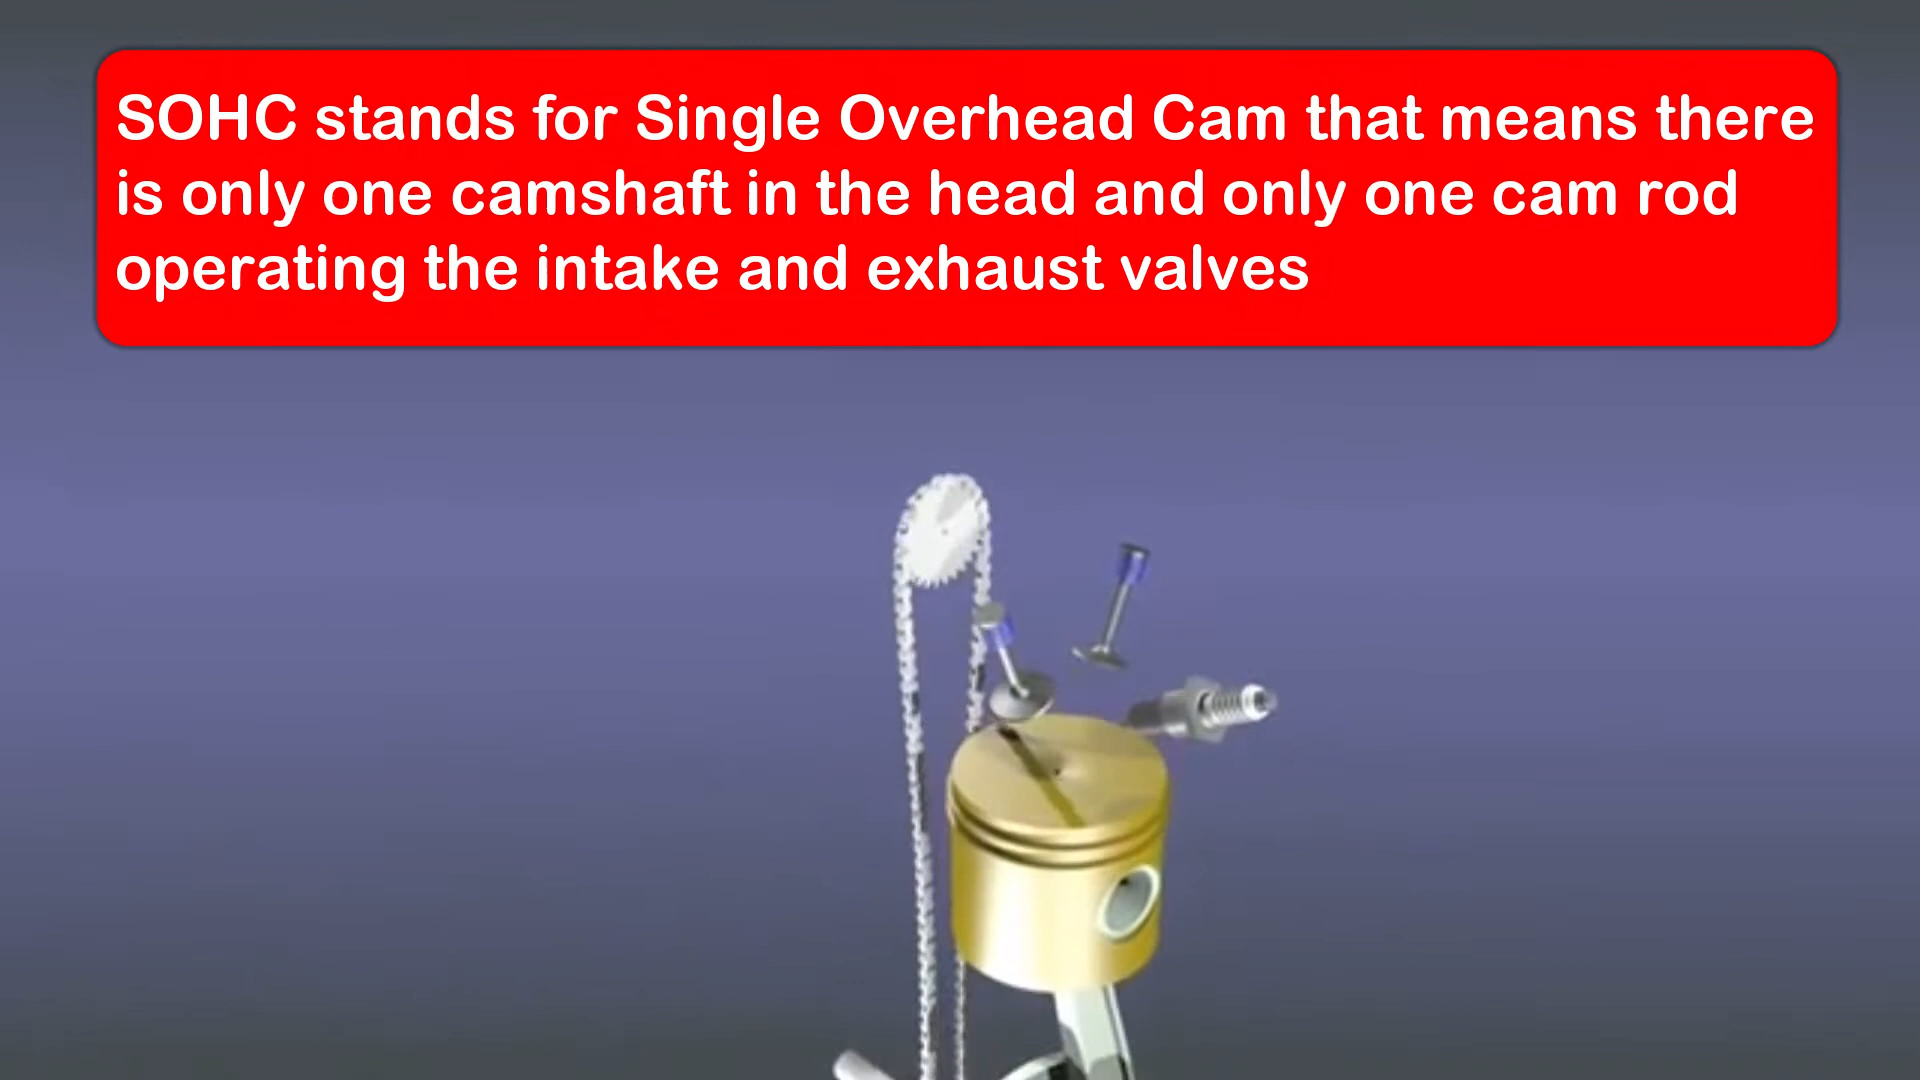 SOHC stands for Single Overhead Cam that means there
is only one camshaft in the head and only one cam rod
operating the intake and exhaust valves